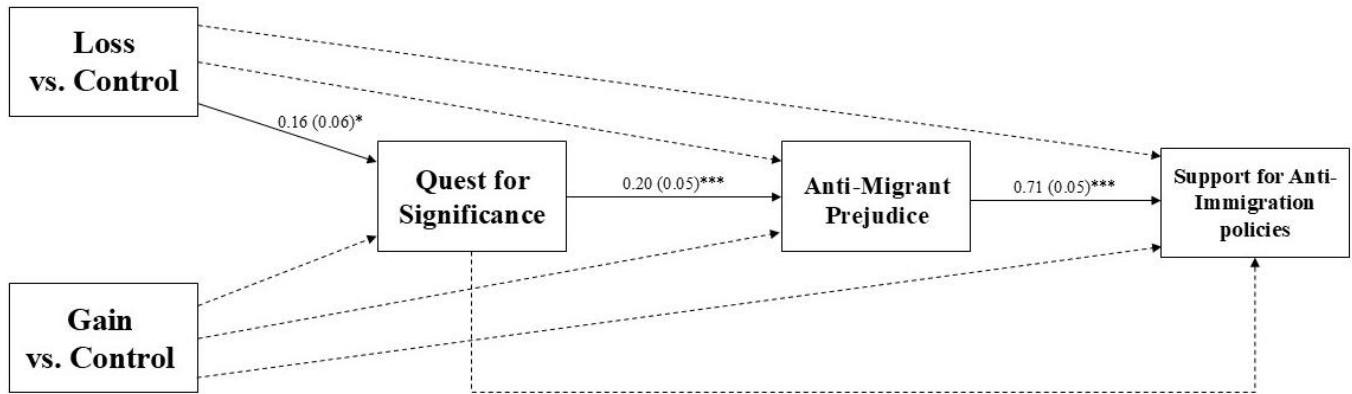 Loss
vs. Control
0.16 (0.06)*
Quest for
Significance
0.20 (0.05)***
Anti-Migrant
Prejudice
0.71 (0.05)***
Support for Anti-
Immigration
policies
Gain
vs. Control